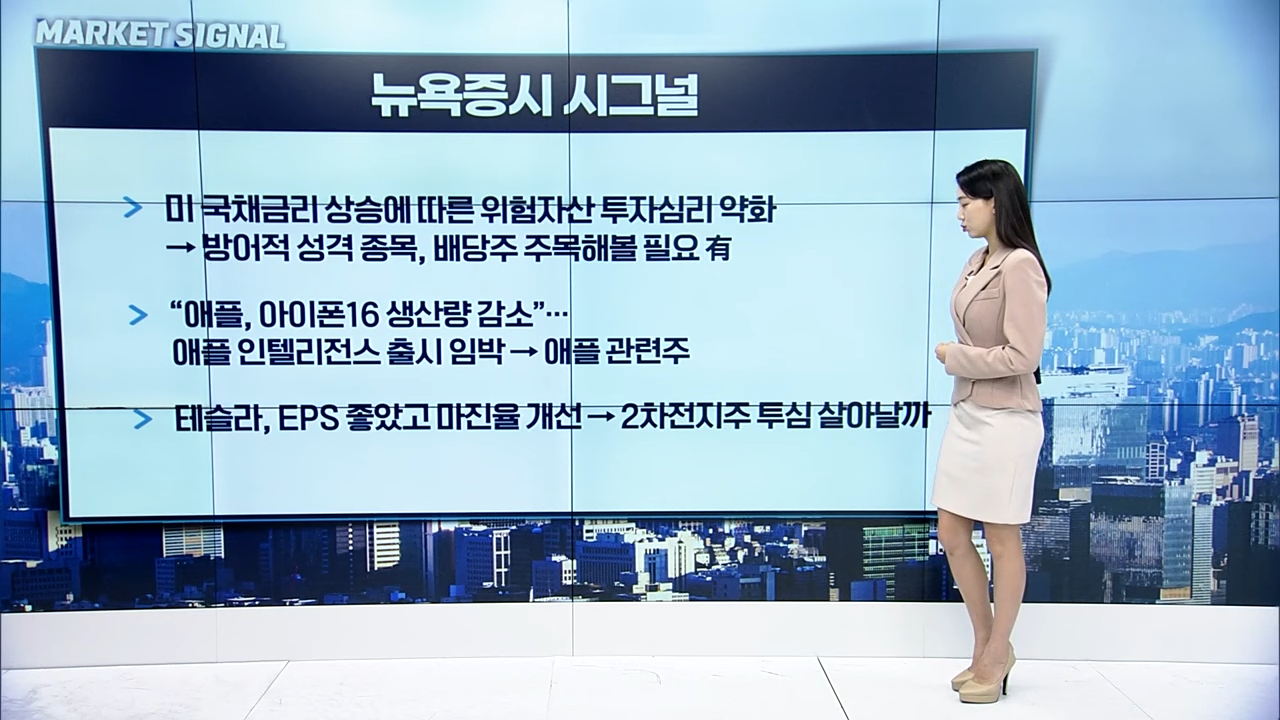 MARKET SIGNAL
뉴욕증시 시그널
> 미 국채금리 상승에 따른 위험자산 투자심리 약화
→ 방어적 성격 종목, 배당주 주목해볼 필요 有
> “애플, 아이폰16 생산량 감소”…
애플 인텔리전스 출시 임박 → 애플 관련주
> 테슬라, EPS 좋았고 마진율 개선 → 2차전지주 투심 살아날까